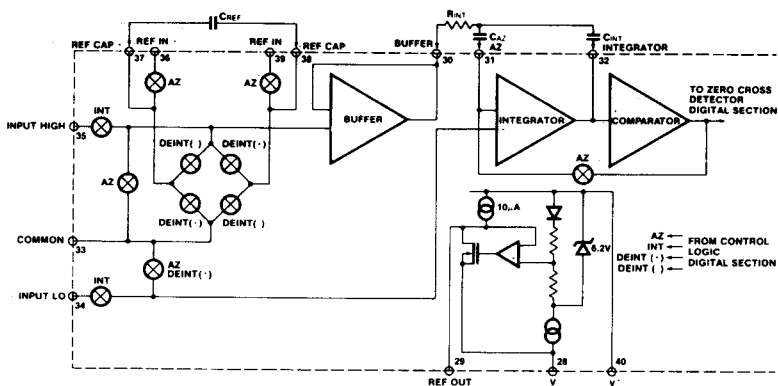 CREF
RINT
CAZ
CINT
REF CAP
REF IN
REF IN
REF CAP
BUFFER
AZ
INTEGRATOR
37
36
39
38
30
31
32
AZ
AZ
INT
INPUT HIGH
35
BUFFER
INTEGRATOR
COMPARATOR
TO ZERO CROSS
DETECTOR
DIGITAL SECTION
DEINT( )
DEINT(·)
AZ
DEINT(·)
DEINT( )
AZ
COMMON
33
10µA
6.2V
AZ
INT
DEINT (·)
DEINT ( )
FROM CONTROL
LOGIC
DIGITAL SECTION
AZ
DEINT(·)
INT
INPUT LO
34
29
28
40
REF OUT
V
V